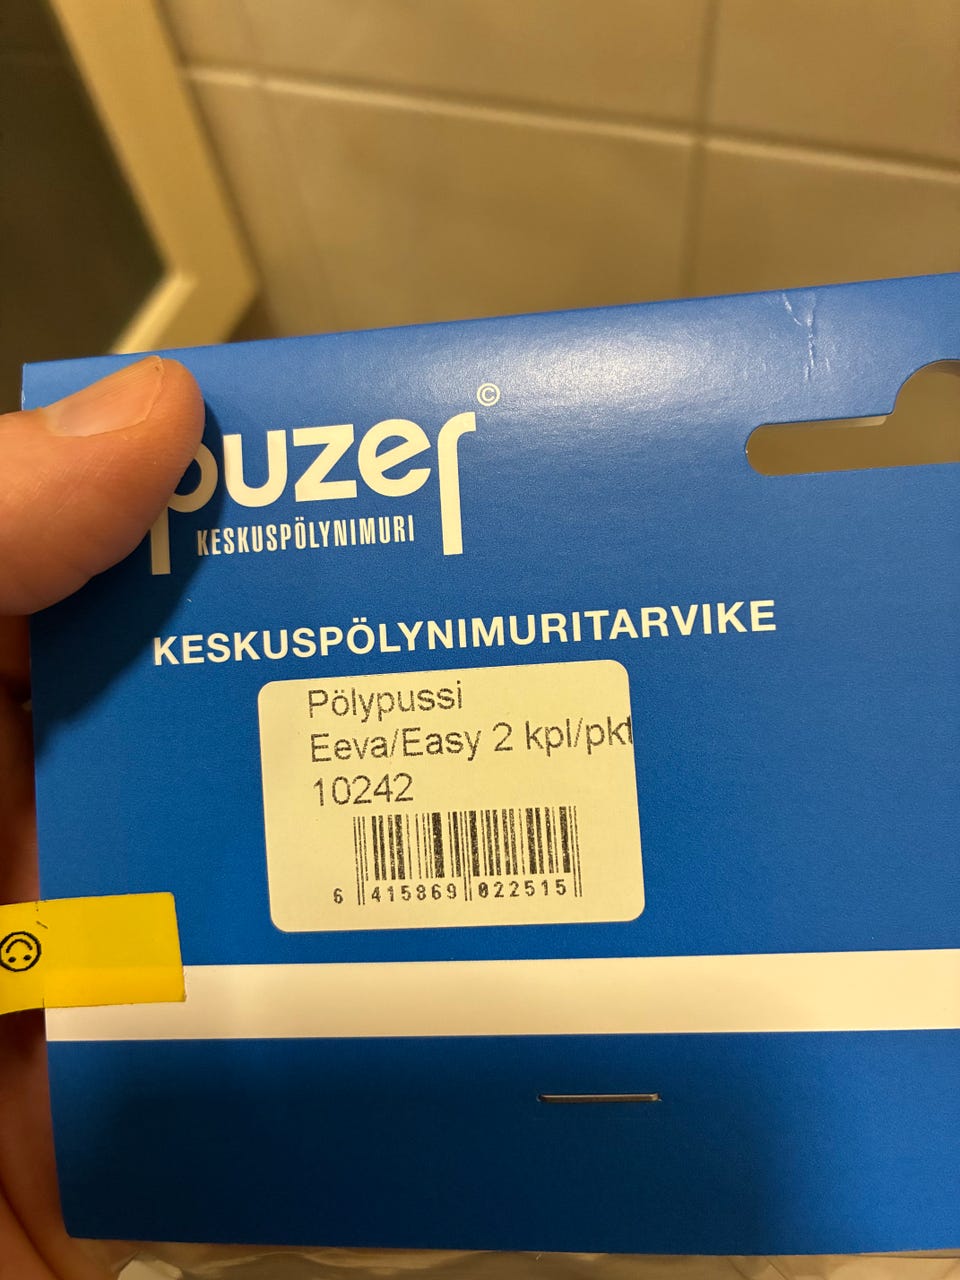 puzer©
KESKUSPÖLYNIMURI
KESKUSPÖLYNIMURITARVIKE
Pölypussi
Eeva/Easy 2 kpl/pkt
10242
6 415869 022515